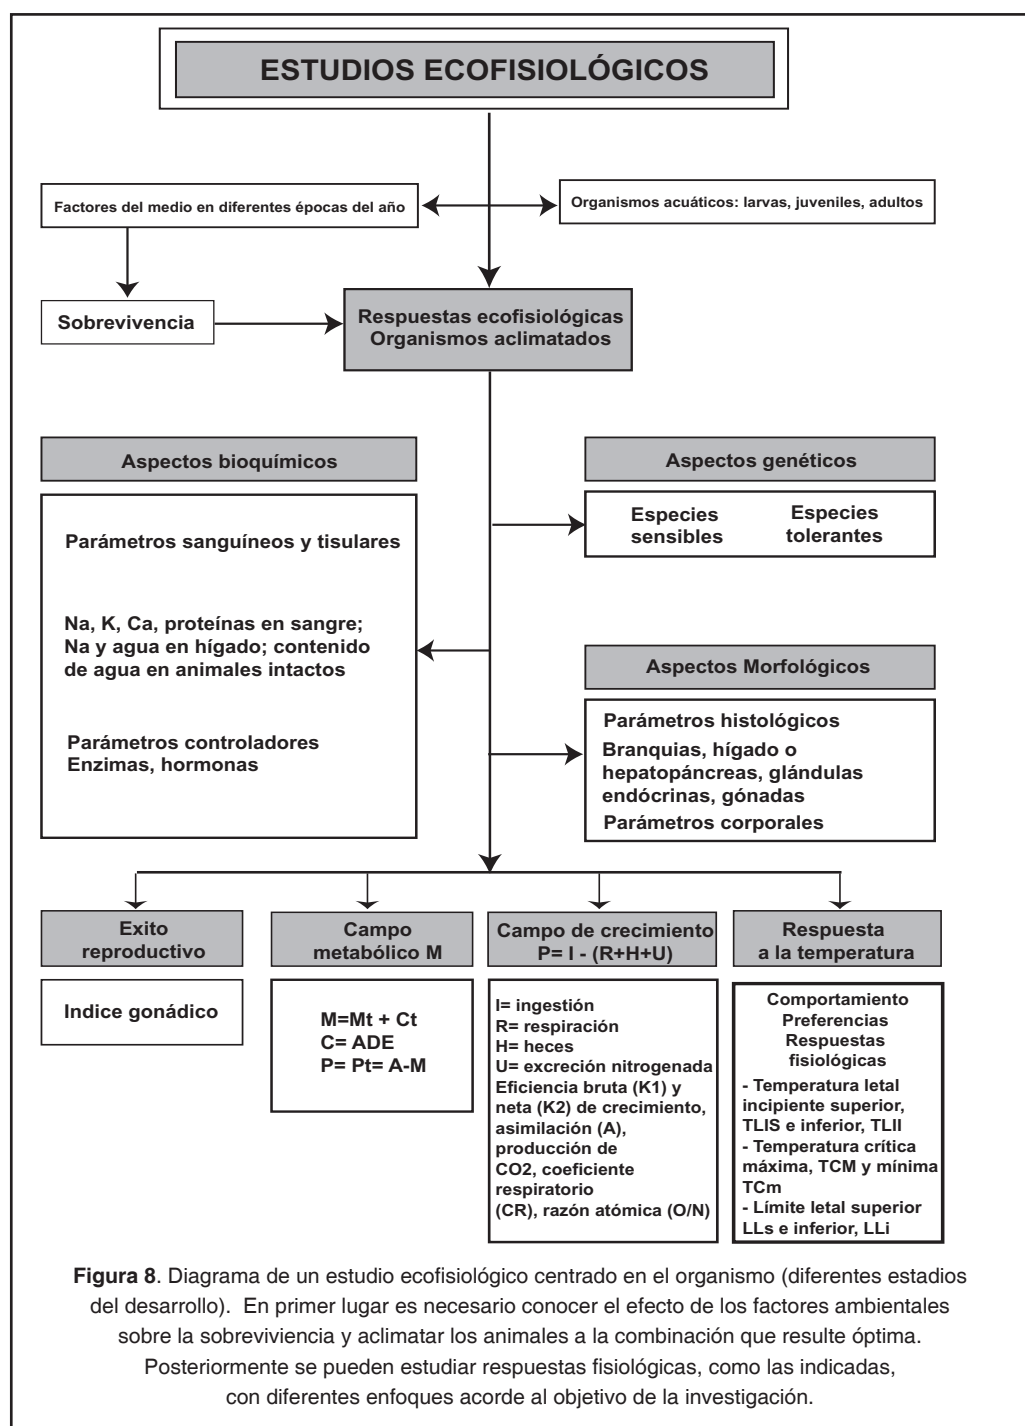 ESTUDIOS ECOFISIOLÓGICOS
Factores del medio en diferentes épocas del año
Organismos acuáticos: larvas, juveniles, adultos
Sobrevivencia
Respuestas ecofisiológicas
Organismos aclimatados
Aspectos bioquímicos
Parámetros sanguíneos y tisulares
Na, K, Ca, proteínas en sangre;
Na y agua en hígado; contenido
de agua en animales intactos
Parámetros controladores
Enzimas, hormonas
Aspectos genéticos
Especies
sensibles
Especies
tolerantes
Aspectos Morfológicos
Parámetros histológicos
Branquias, hígado o
hepatopáncreas, glándulas
endócrinas, gónadas
Parámetros corporales
Exito
reproductivo
Indice gonádico
Campo
metabólico M
M=Mt + Ct
C= ADE
P= Pt= A-M
Campo de crecimiento
P= I - (R+H+U)
I= ingestión
R= respiración
H= heces
U= excreción nitrogenada
Eficiencia bruta (K1) y
neta (K2) de crecimiento,
asimilación (A),
producción de
CO2, coeficiente
respiratorio
(CR), razón atómica (O/N)
Respuesta
a la temperatura
Comportamiento
Preferencias
Respuestas
fisiológicas
- Temperatura letal
incipiente superior,
TLIS e inferior, TLII
- Temperatura crítica
máxima, TCM y mínima
TCm
- Límite letal superior
LLs e inferior, LLi
Figura 8. Diagrama de un estudio ecofisiológico centrado en el organismo (diferentes estadios
del desarrollo). En primer lugar es necesario conocer el efecto de los factores ambientales
sobre la sobreviviencia y aclimatar los animales a la combinación que resulte óptima.
Posteriormente se pueden estudiar respuestas fisiológicas, como las indicadas,
con diferentes enfoques acorde al objetivo de la investigación.